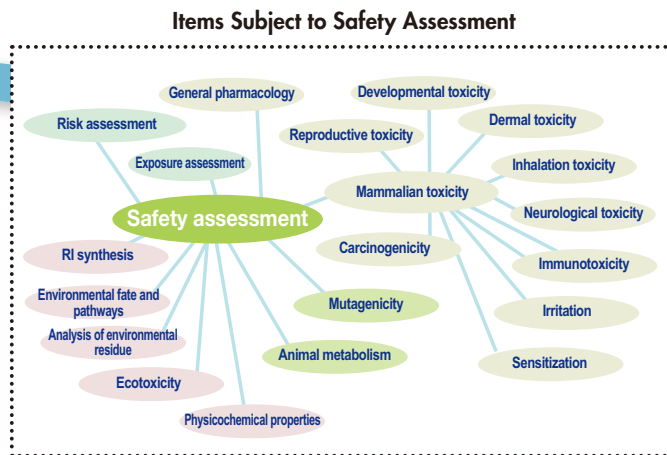 Items Subject to Safety Assessment
General pharmacology
Developmental toxicity
Risk assessment
Reproductive toxicity
Dermal toxicity
Exposure assessment
Inhalation toxicity
Mammalian toxicity
Safety assessment
Neurological toxicity
RI synthesis
Carcinogenicity
Immunotoxicity
Environmental fate and
pathways
Mutagenicity
Irritation
Analysis of environmental
residue
Animal metabolism
Sensitization
Ecotoxicity
Physicochemical properties